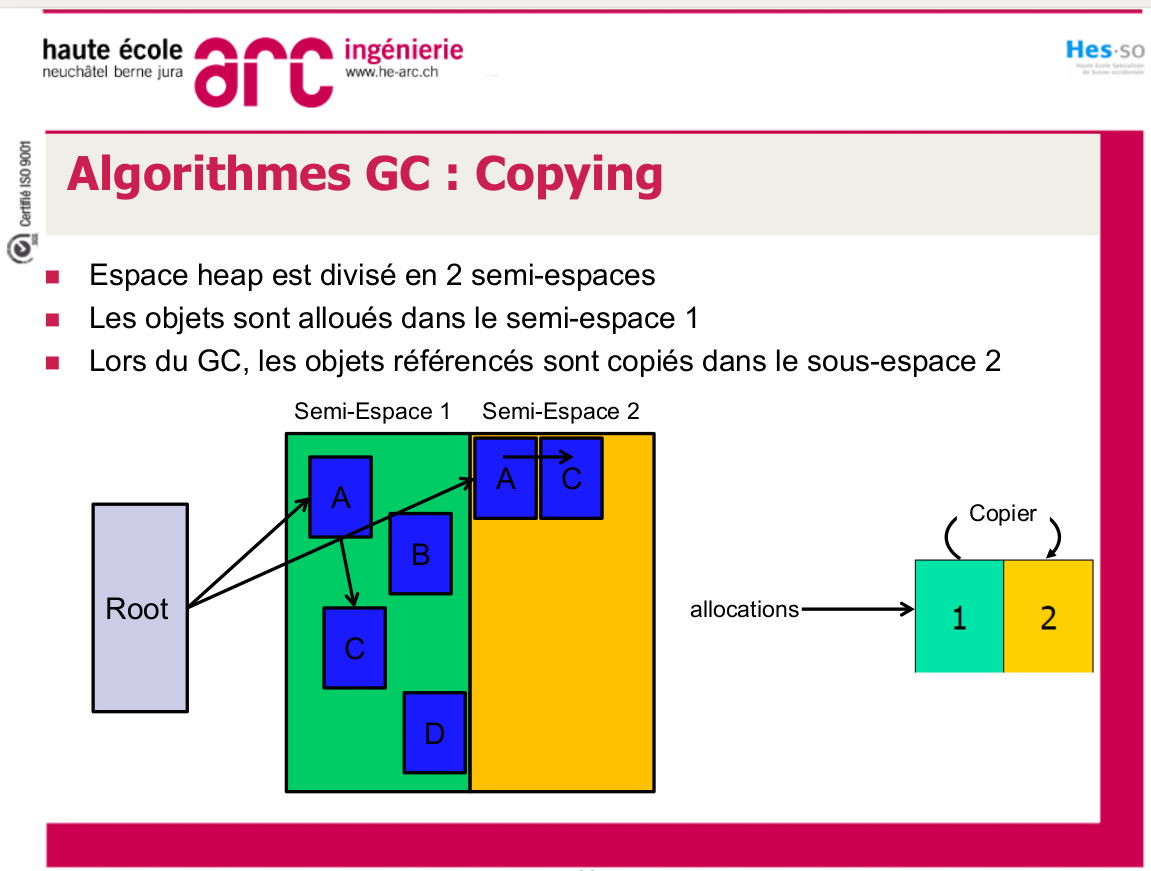 haute école
neuchâtel berne jura
arc
ingénierie
www.he-arc.ch
Hes·so
Haute Ecole Spécialisée
de Suisse occidentale
Certifié ISO 9001
SGS
Algorithmes GC : Copying
Espace heap est divisé en 2 semi-espaces
Les objets sont alloués dans le semi-espace 1
Lors du GC, les objets référencés sont copiés dans le sous-espace 2
Semi-Espace 1 Semi-Espace 2
A
A
C
B
C
D
Root
Copier
allocations
1
2